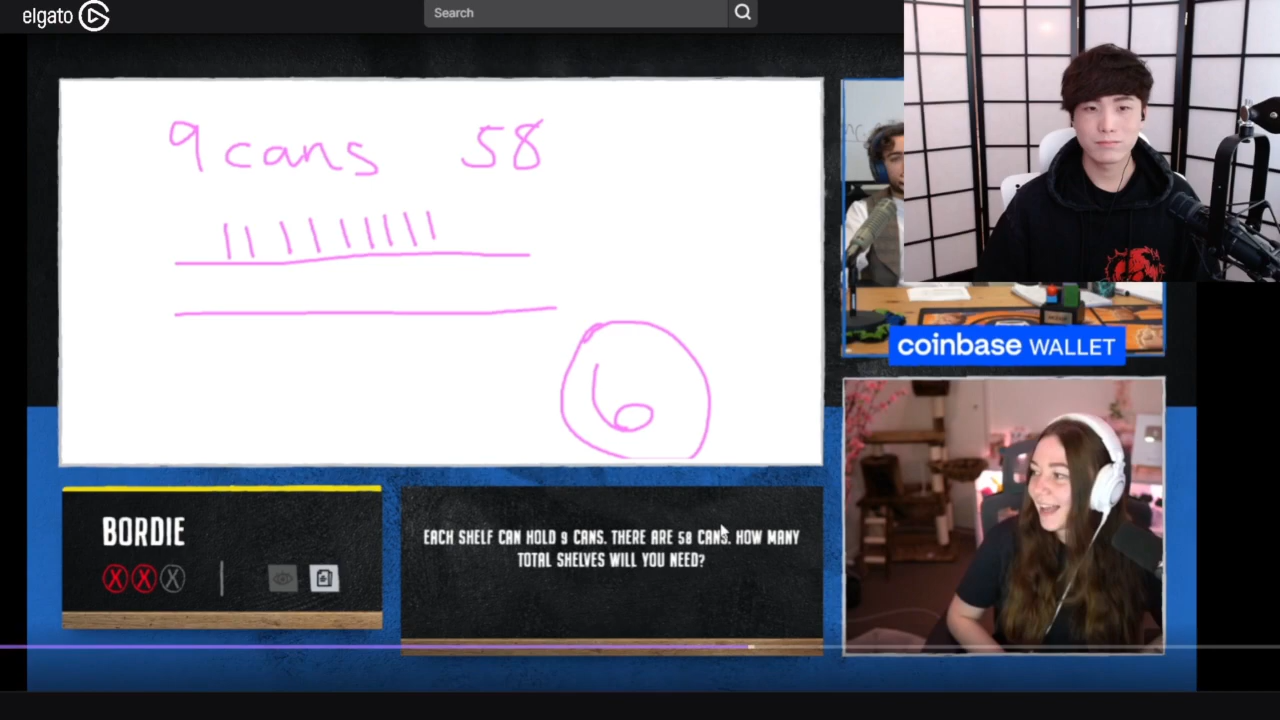 elgato
Search
9 cans 58
6
coinbase WALLET
BORDIE
X X X
EACH SHELF CAN HOLD 9 CANS. THERE ARE 58 CANS. HOW MANY
TOTAL SHELVES WILL YOU NEED?